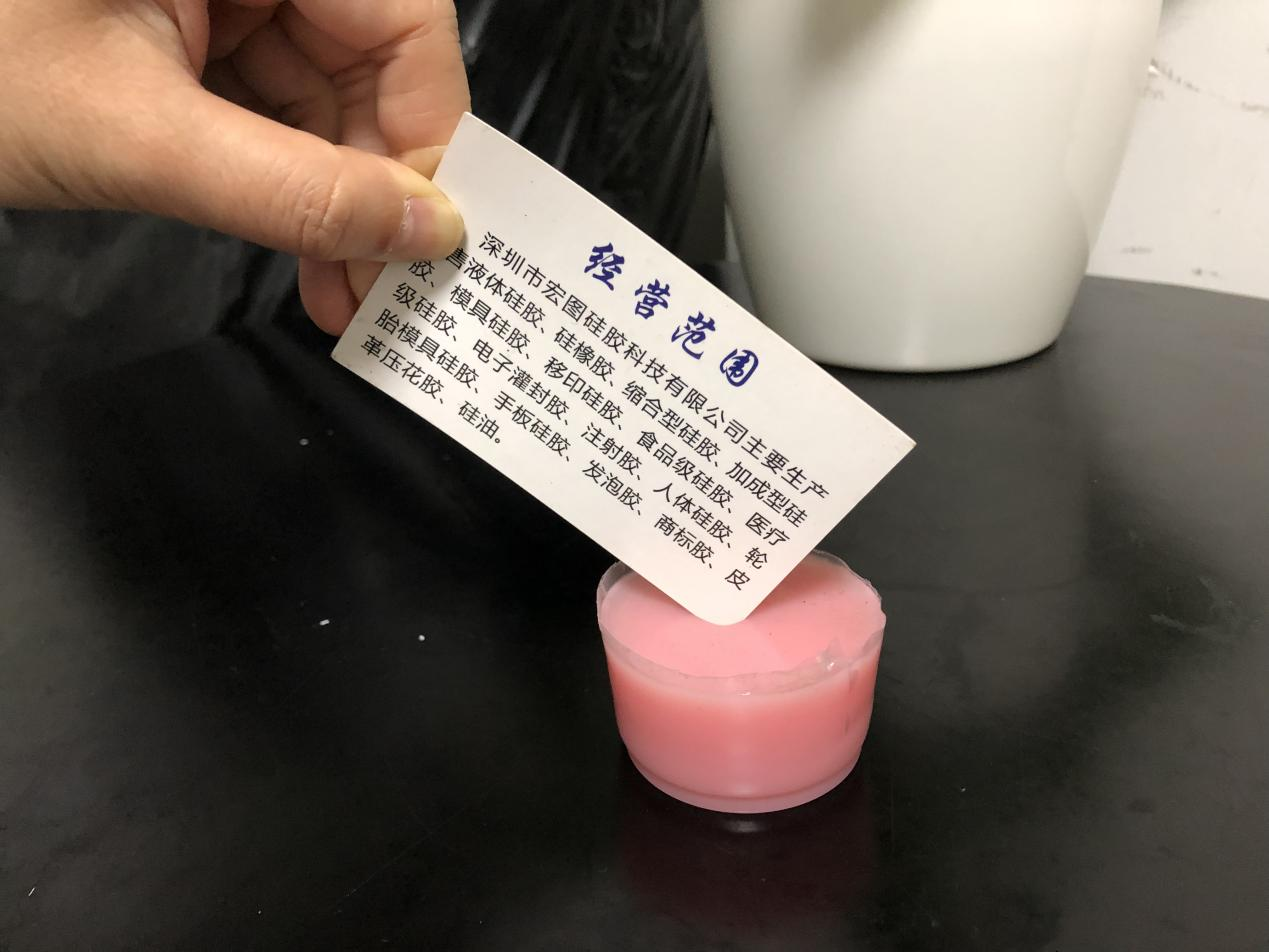 经营范围
深圳市宏图硅胶科技有限公司主要生产
售液体硅胶、硅橡胶、缩合型硅胶、加成型硅
胶、模具硅胶、移印硅胶、食品级硅胶、医疗
级硅胶、电子灌封胶、注射胶、人体硅胶、轮
胎模具硅胶、手板硅胶、发泡胶、商标胶、皮
革压花胶、硅油。